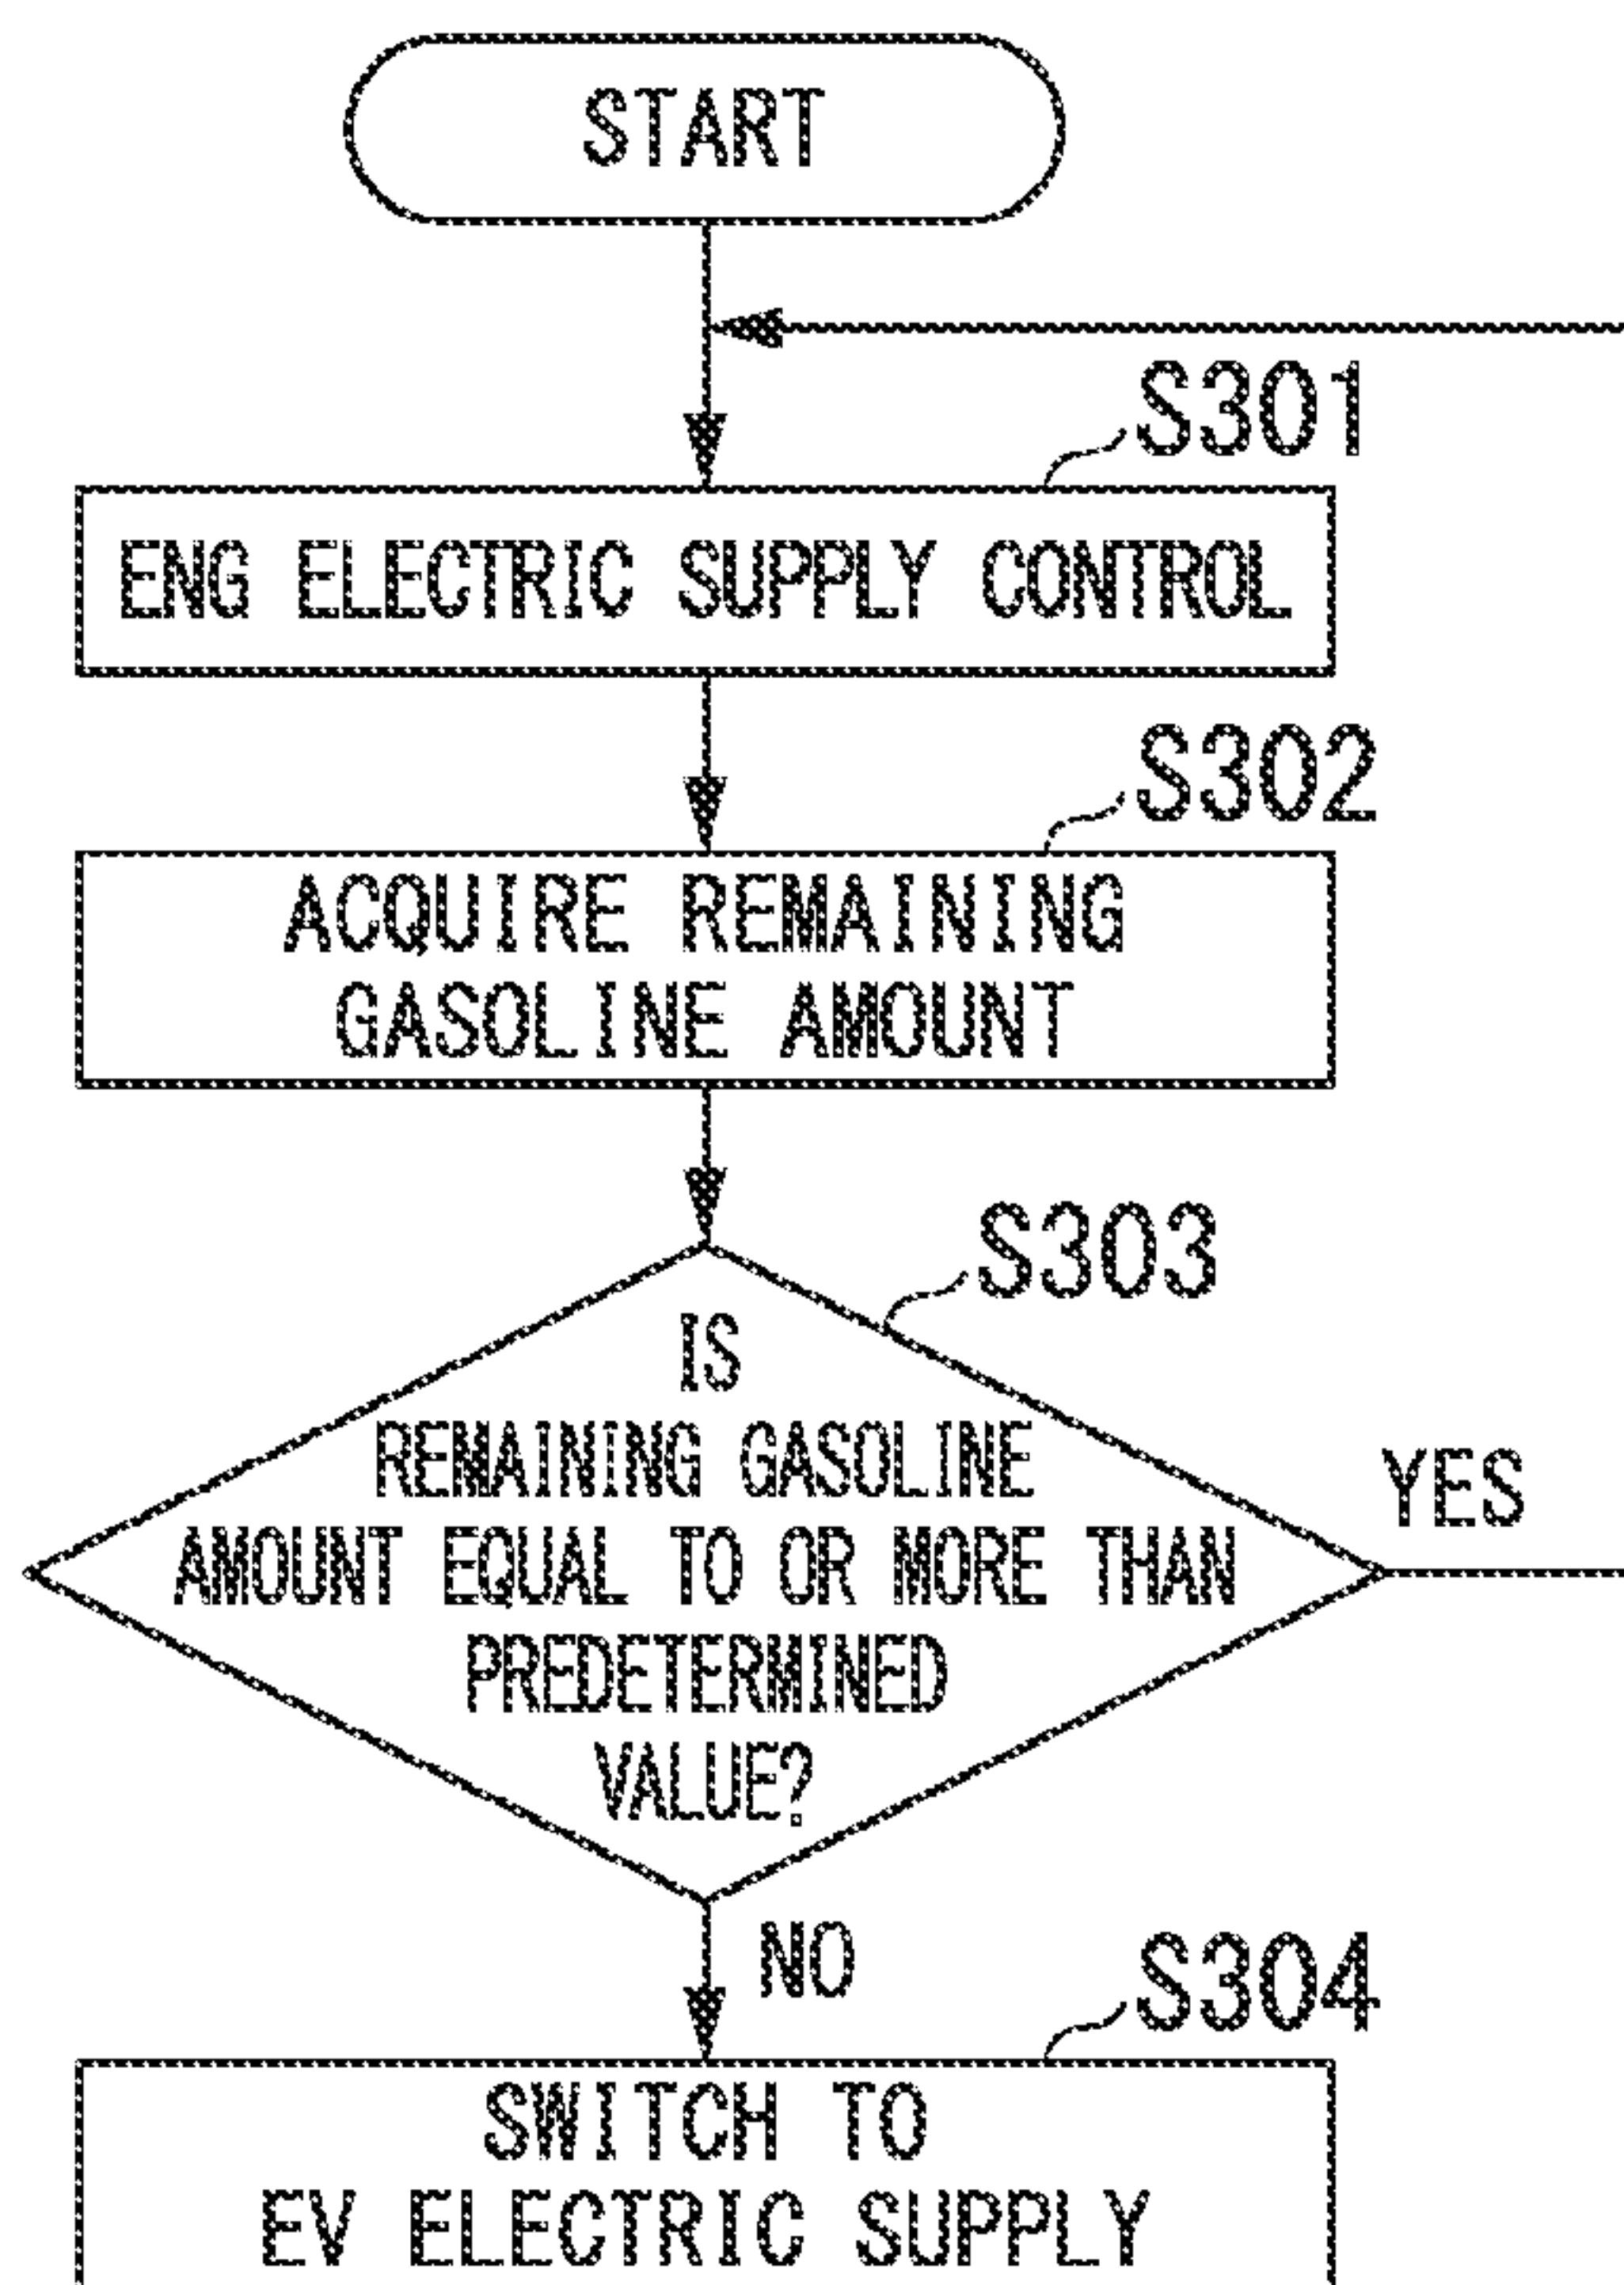 START
S301
ENG ELECTRIC SUPPLY CONTROL
S302
ACQUIRE REMAINING
GASOLINE AMOUNT
S303
IS
REMAINING GASOLINE
AMOUNT EQUAL TO OR MORE THAN
PREDETERMINED
VALUE?
YES
NO
S304
SWITCH TO
EV ELECTRIC SUPPLY